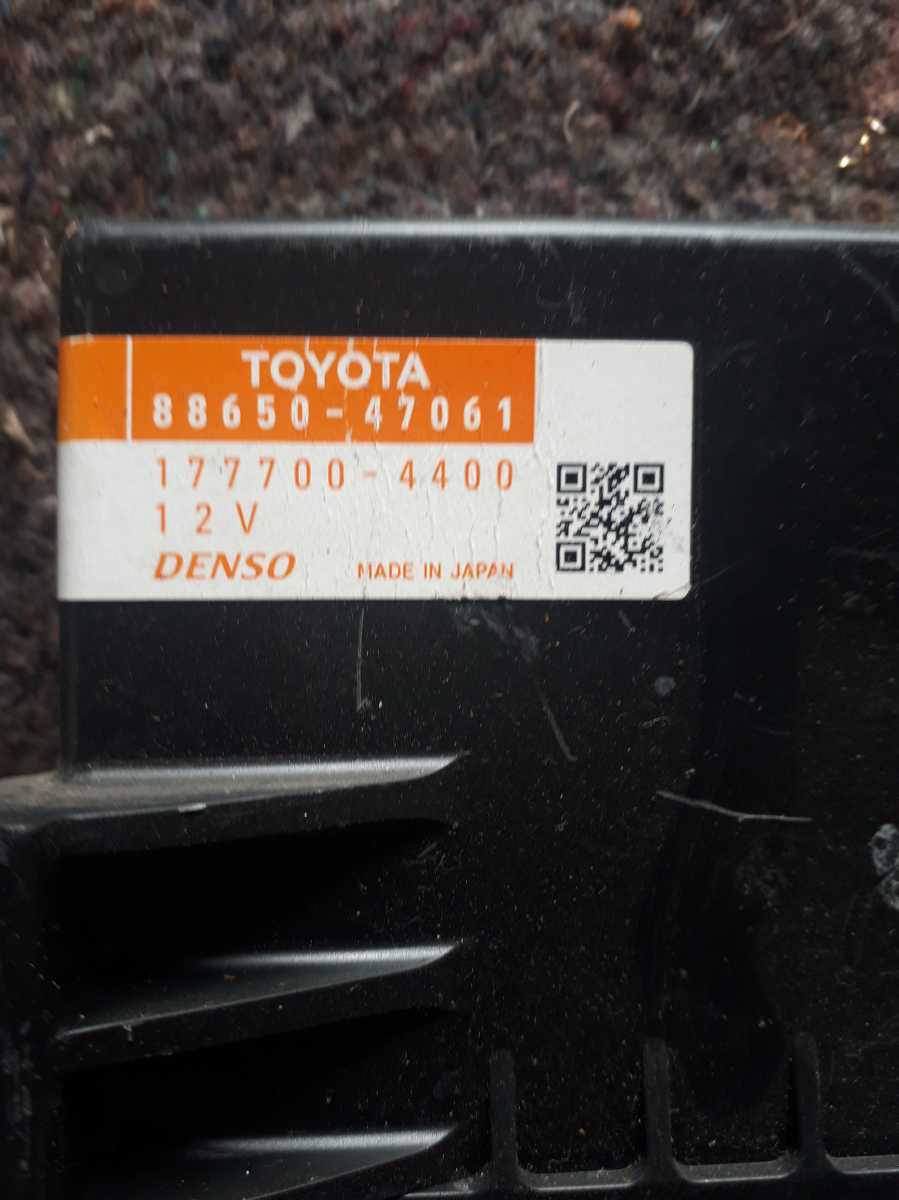 TOYOTA
88650-47061
177700-4400
12V
DENSO MADE IN JAPAN